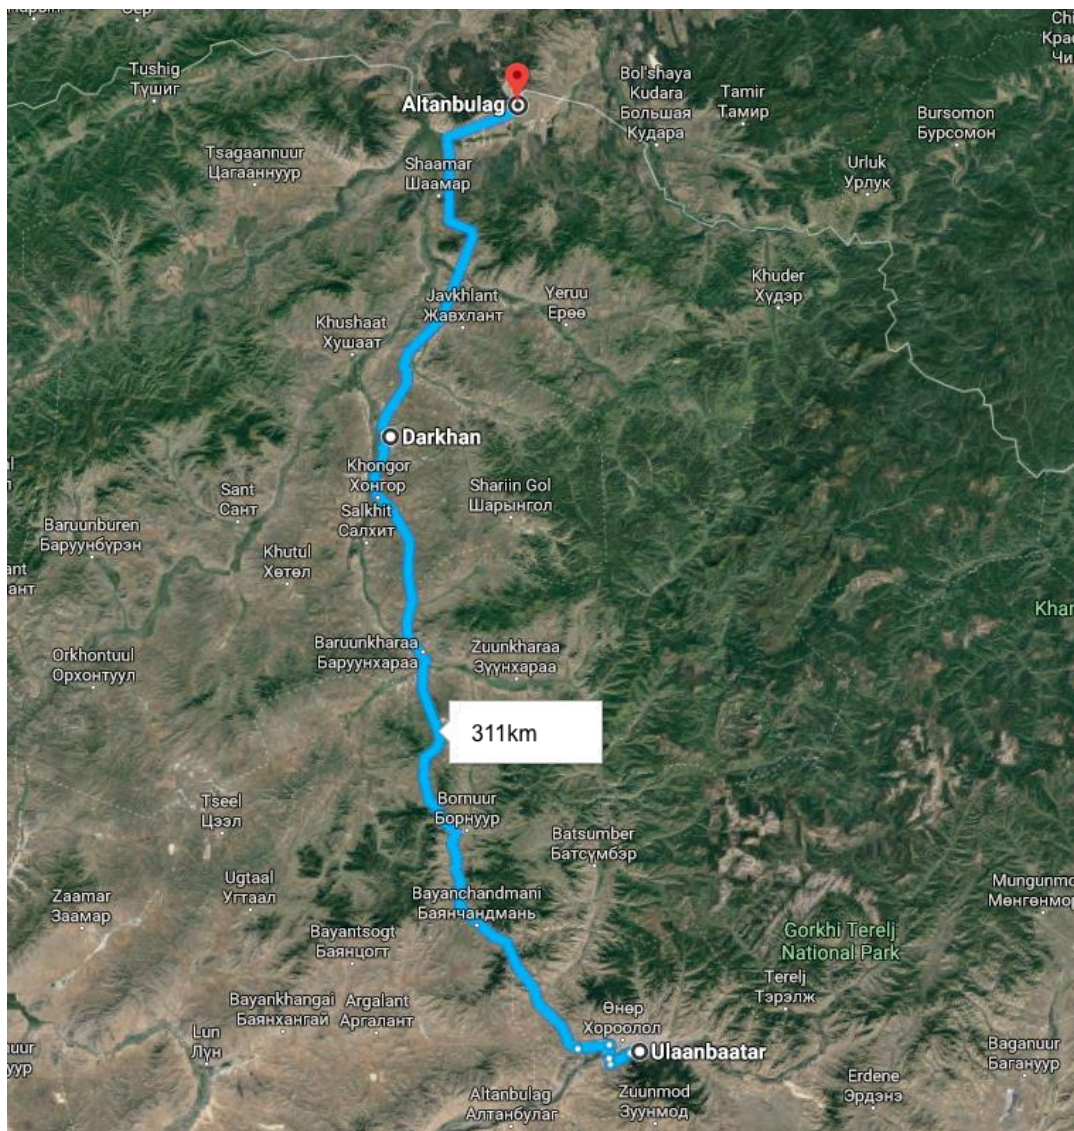 Tushig
Түшиг
Altanbulag
Bol'shaya
Kudara
Большая
Кудара
Tamir
Тамир
Bursomon
Бурсомон
Tsagaannuur
Цагааннуур
Shaamar
Шаамар
Urluk
Урлук
Khuder
Хүдэр
Javkhlant
Жавхлант
Yeruu
Ерөө
Khushaat
Хушаат
Darkhan
Khongor
Хонгор
Shariin Gol
Шарынгол
Sant
Сант
Salkhit
Салхит
Baruunburen
Баруунбүрэн
Khutul
Хөтөл
Orkhontuul
Орхонтуул
Baruunkharaa
Баруунхараа
Zuunkharaa
Зүүнхараа
311km
Tseel
Цээл
Bornuur
Борнуур
Batsumber
Батсүмбэр
Ugtaal
Угтаал
Zaamar
Заамар
Bayanchandmani
Баянчандмань
Bayantsogt
Баянцогт
Mungunmo
Мөнгөнмор
Gorkhi Terelj
National Park
Terelj
Тэрэлж
Bayankhangai
Баянхангай
Argalant
Аргалант
Өнөр
Хороолол
Lun
Лүн
Ulaanbaatar
Baganuur
Багануур
Altanbulag
Алтанбулаг
Zuunmod
Зуунмод
Erdene
Эрдэнэ